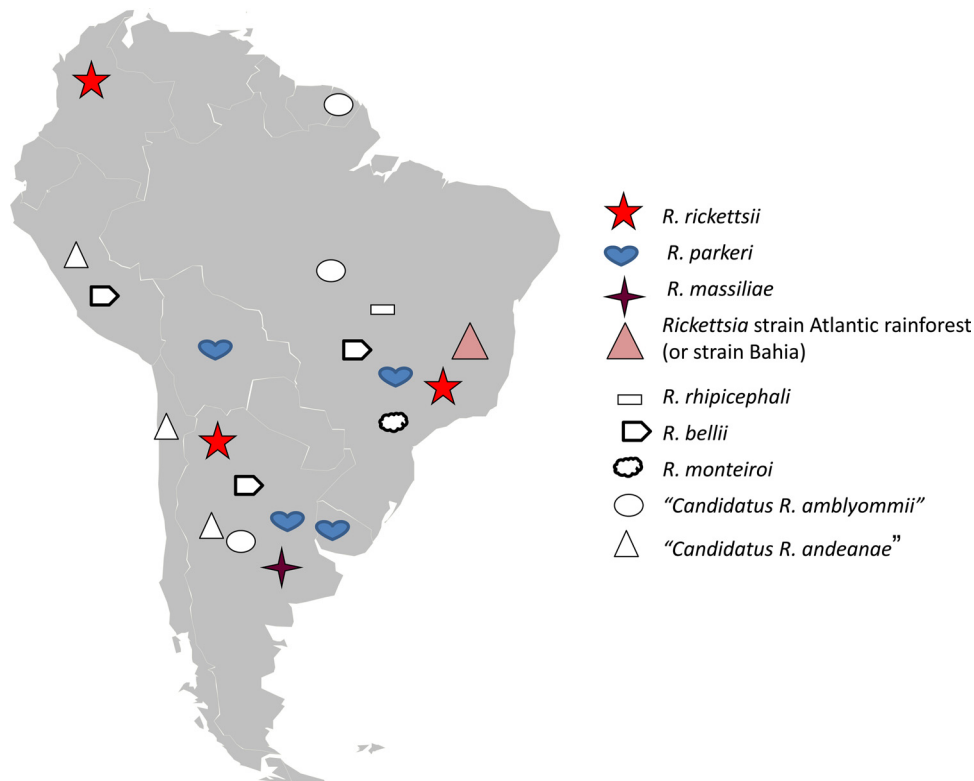 R. rickettsii
R. parkeri
R. massiliae
Rickettsia strain Atlantic rainforest
(or strain Bahia)
R. rhipicephali
R. bellii
R. monteiroi
“Candidatus R. amblyommii”
“Candidatus R. andeanae”